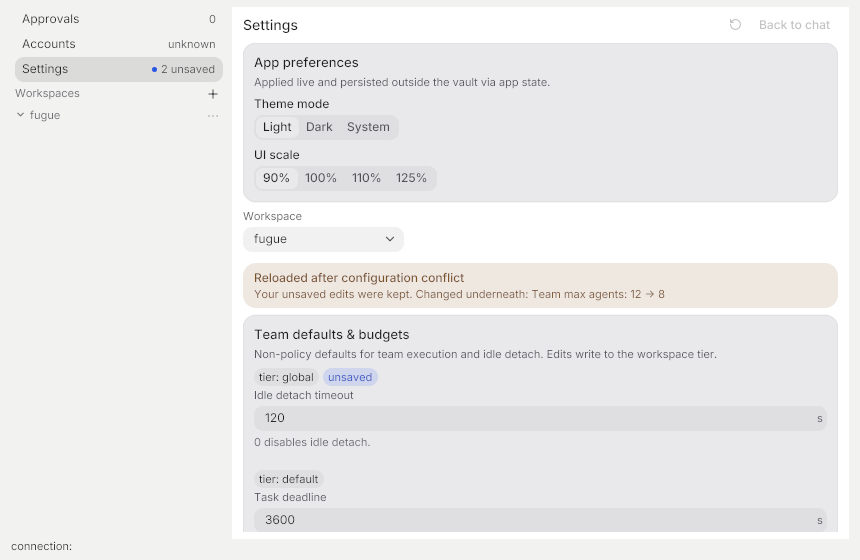 Approvals 0
Accounts unknown
Settings 2 unsaved
Workspaces
fugue
connection:
Settings
Back to chat
App preferences
Applied live and persisted outside the vault via app state.
Theme mode
Light Dark System
UI scale
90% 100% 110% 125%
Workspace
fugue
Reloaded after configuration conflict
Your unsaved edits were kept. Changed underneath: Team max agents: 12 → 8
Team defaults & budgets
Non-policy defaults for team execution and idle detach. Edits write to the workspace tier.
tier: global unsaved
Idle detach timeout
120 s
0 disables idle detach.
tier: default
Task deadline
3600 s